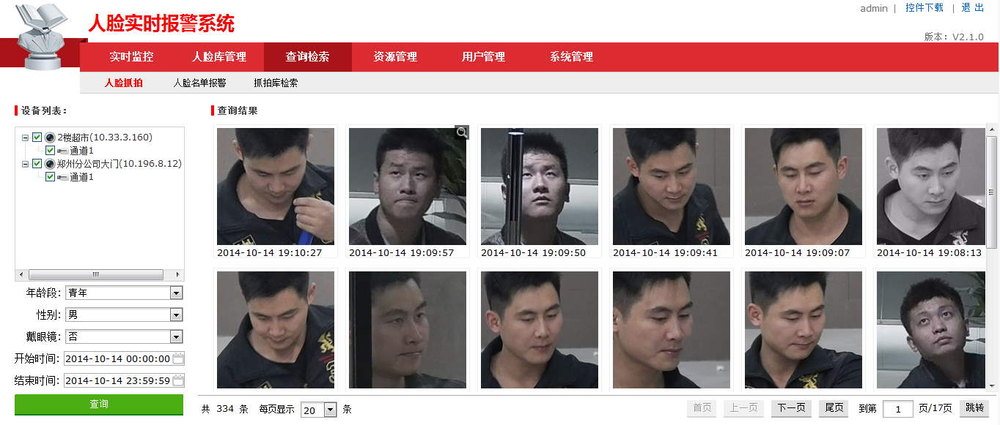 admin | 控件下载 | 退 出
人脸实时报警系统
版本：V2.1.0
实时监控 人脸库管理 查询检索 资源管理 用户管理 系统管理
人脸抓拍 人脸名单报警 抓拍库检索
设备列表：
2楼超市(10.33.3.160)
通道1
郑州分公司大门(10.196.8.12)
通道1
年龄段： 青年
性别： 男
戴眼镜： 否
开始时间： 2014-10-14 00:00:00
结束时间： 2014-10-14 23:59:59
查询
查询结果
2014-10-14 19:10:27 2014-10-14 19:09:57 2014-10-14 19:09:50 2014-10-14 19:09:41 2014-10-14 19:09:07 2014-10-14 19:08:13
共 334 条 每页显示 20 条 首页 上一页 下一页 尾页 到第 1 页/17页 跳转